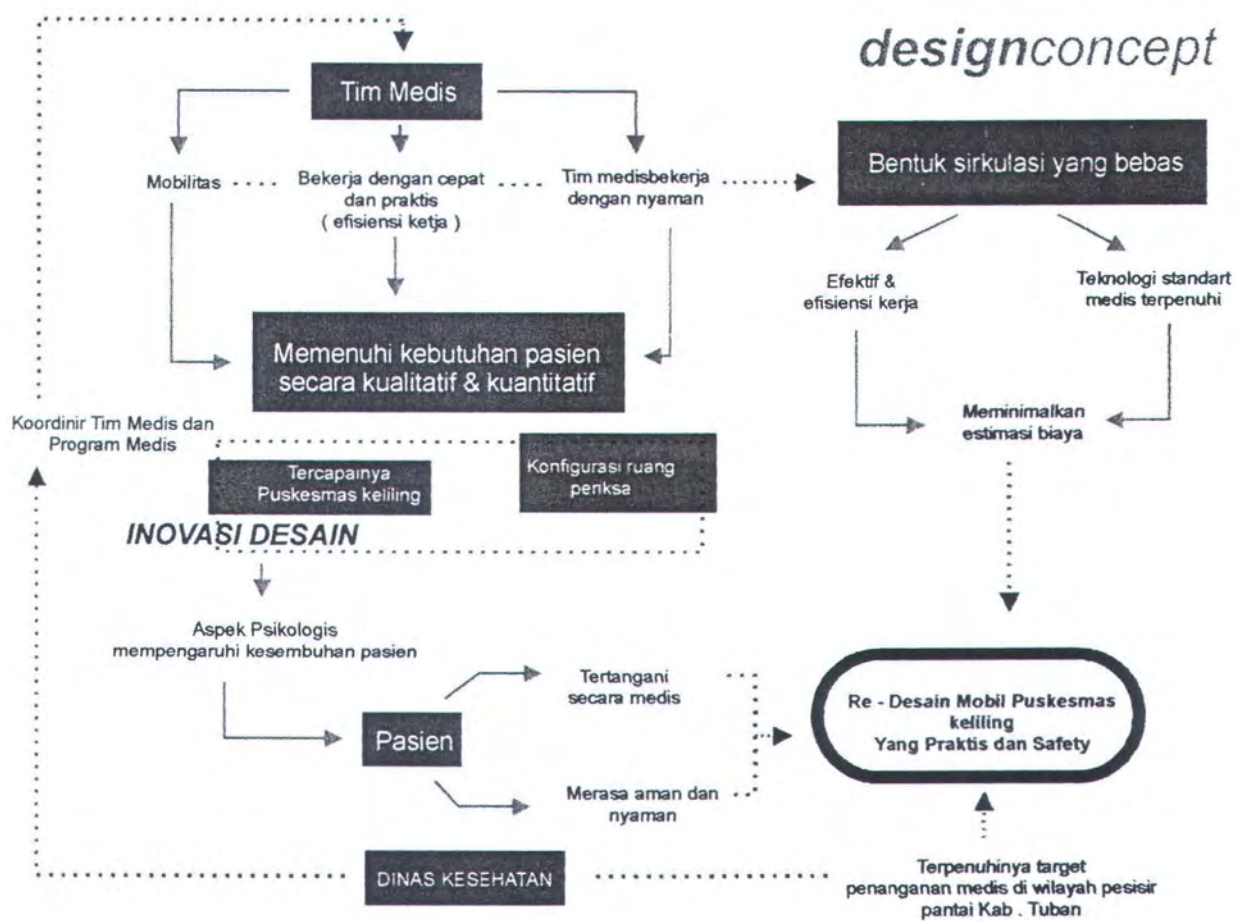 designconcept
Tim Medis
Bentuk sirkulasi yang bebas
Mobilitas
Bekerja dengan cepat
dan praktis
( efisiensi ketja )
Tim medisbekerja
dengan nyaman
Efektif &
efisiensi kerja
Teknologi standart
medis terpenuhi
Memenuhi kebutuhan pasien
secara kualitatif & kuantitatif
Meminimalkan
estimasi biaya
Koordinir Tim Medis dan
Program Medis
Tercapainya
Puskesmas keliling
Konfigurasi ruang
periksa
INOVASI DESAIN
Aspek Psikologis
mempengaruhi kesembuhan pasien
Tertangani
secara medis
Pasien
Merasa aman dan
nyaman
Re - Desain Mobil Puskesmas
keliling
Yang Praktis dan Safety
DINAS KESEHATAN
Terpenuhinya target
penanganan medis di wilayah pesisir
pantai Kab . Tuban